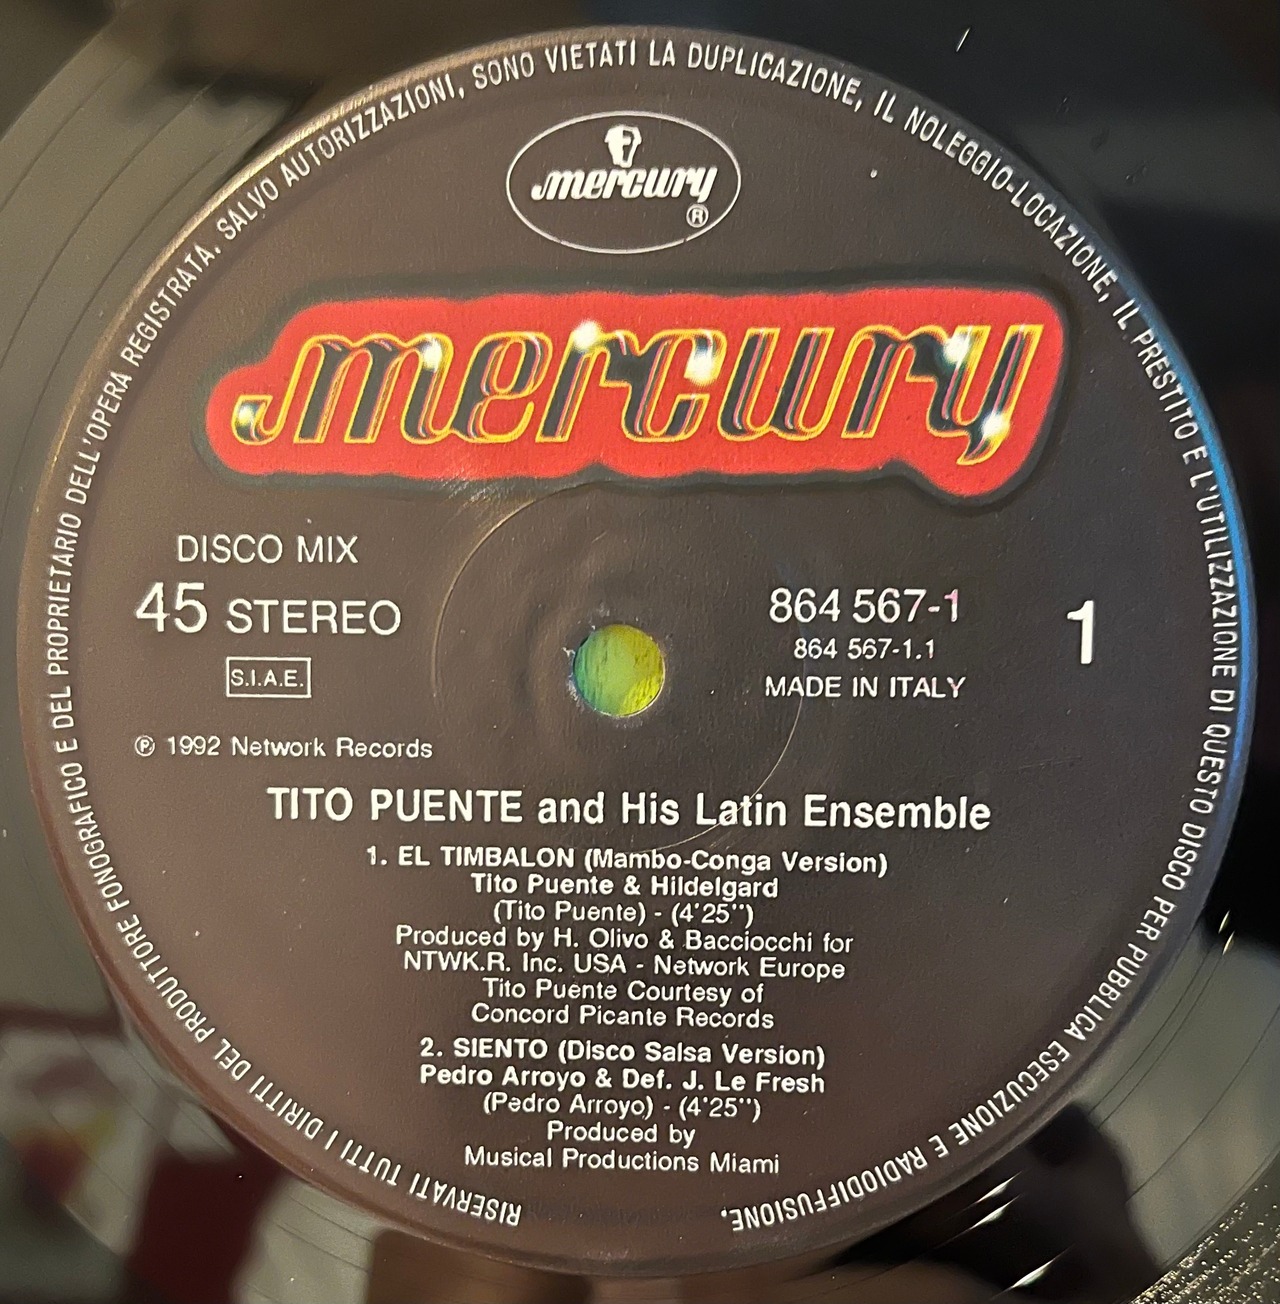 RISERVATI TUTTI I DIRITTI DEL PRODUTTORE FONOGRAFICO E DEL PROPRIETARIO DELL'OPERA REGISTRATA. SALVO AUTORIZZAZIONI, SONO VIETATI LA DUPLICAZIONE, IL NOLEGGIO-LOCAZIONE, IL PRESTITO E L'UTILIZZAZIONE DI QUESTO DISCO PER PUBBLICA ESECUZIONE E RADIODIFFUSIONE.
mercury
®
mercury
DISCO MIX
45 STEREO
S.I.A.E.
864 567-1
864 567-1.1
MADE IN ITALY
1
℗ 1992 Network Records
TITO PUENTE and His Latin Ensemble
1. EL TIMBALON (Mambo-Conga Version)
Tito Puente & Hildelgard
(Tito Puente) - (4'25'')
Produced by H. Olivo & Bacciocchi for
NTWK.R. Inc. USA - Network Europe
Tito Puente Courtesy of
Concord Picante Records
2. SIENTO (Disco Salsa Version)
Pedro Arroyo & Def. J. Le Fresh
(Pedro Arroyo) - (4'25'')
Produced by
Musical Productions Miami